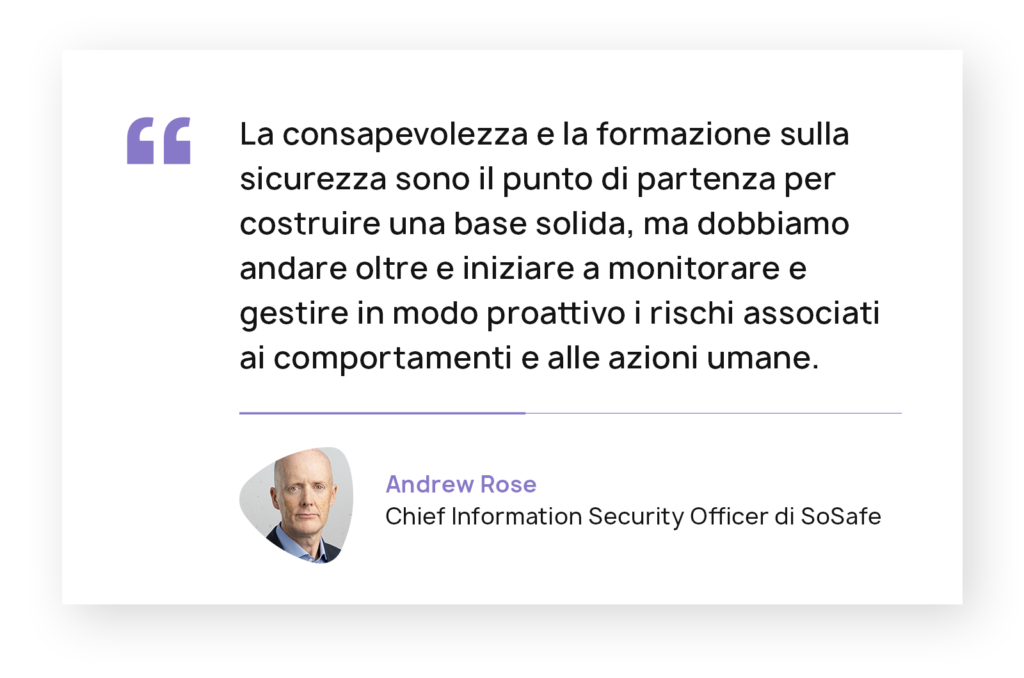 La consapevolezza e la formazione sulla
sicurezza sono il punto di partenza per
costruire una base solida, ma dobbiamo
andare oltre e iniziare a monitorare e
gestire in modo proattivo i rischi associati
ai comportamenti e alle azioni umane.
Andrew Rose
Chief Information Security Officer di SoSafe